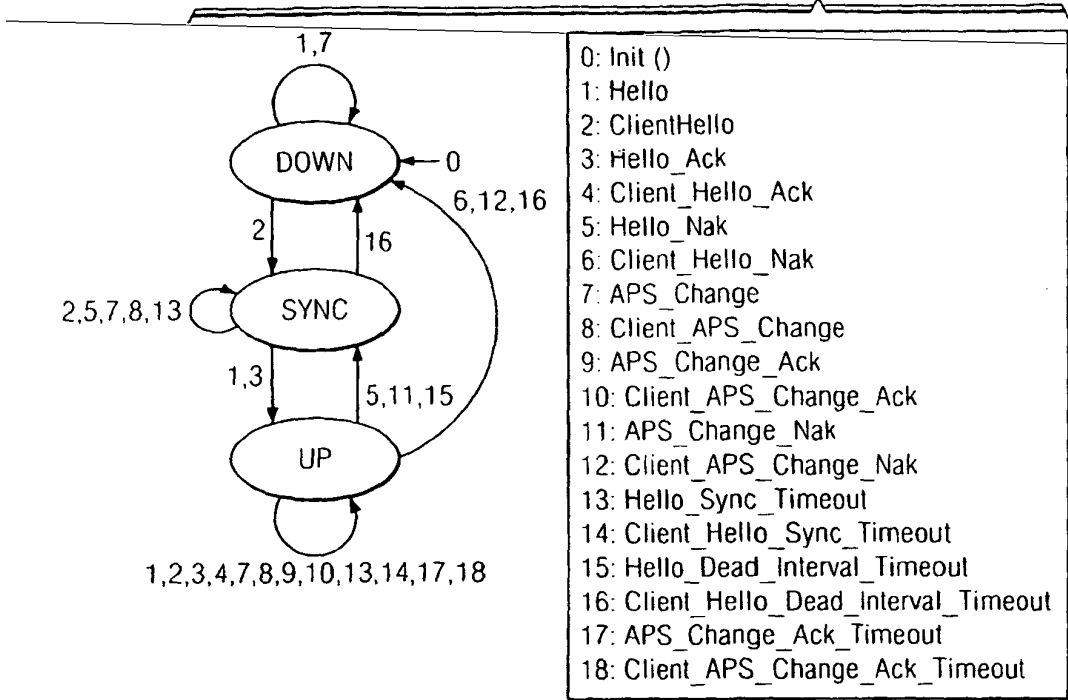 1,7
DOWN
0
6,12,16
2
16
2,5,7,8,13
SYNC
1,3
5,11,15
UP
1,2,3,4,7,8,9,10,13,14,17,18
0: Init ()
1: Hello
2: ClientHello
3: Hello_Ack
4: Client_Hello_Ack
5: Hello_Nak
6: Client_Hello_Nak
7: APS_Change
8: Client_APS_Change
9: APS_Change_Ack
10: Client_APS_Change_Ack
11: APS_Change_Nak
12: Client_APS_Change_Nak
13: Hello_Sync_Timeout
14: Client_Hello_Sync_Timeout
15: Hello_Dead_Interval_Timeout
16: Client_Hello_Dead_Interval_Timeout
17: APS_Change_Ack_Timeout
18: Client_APS_Change_Ack_Timeout